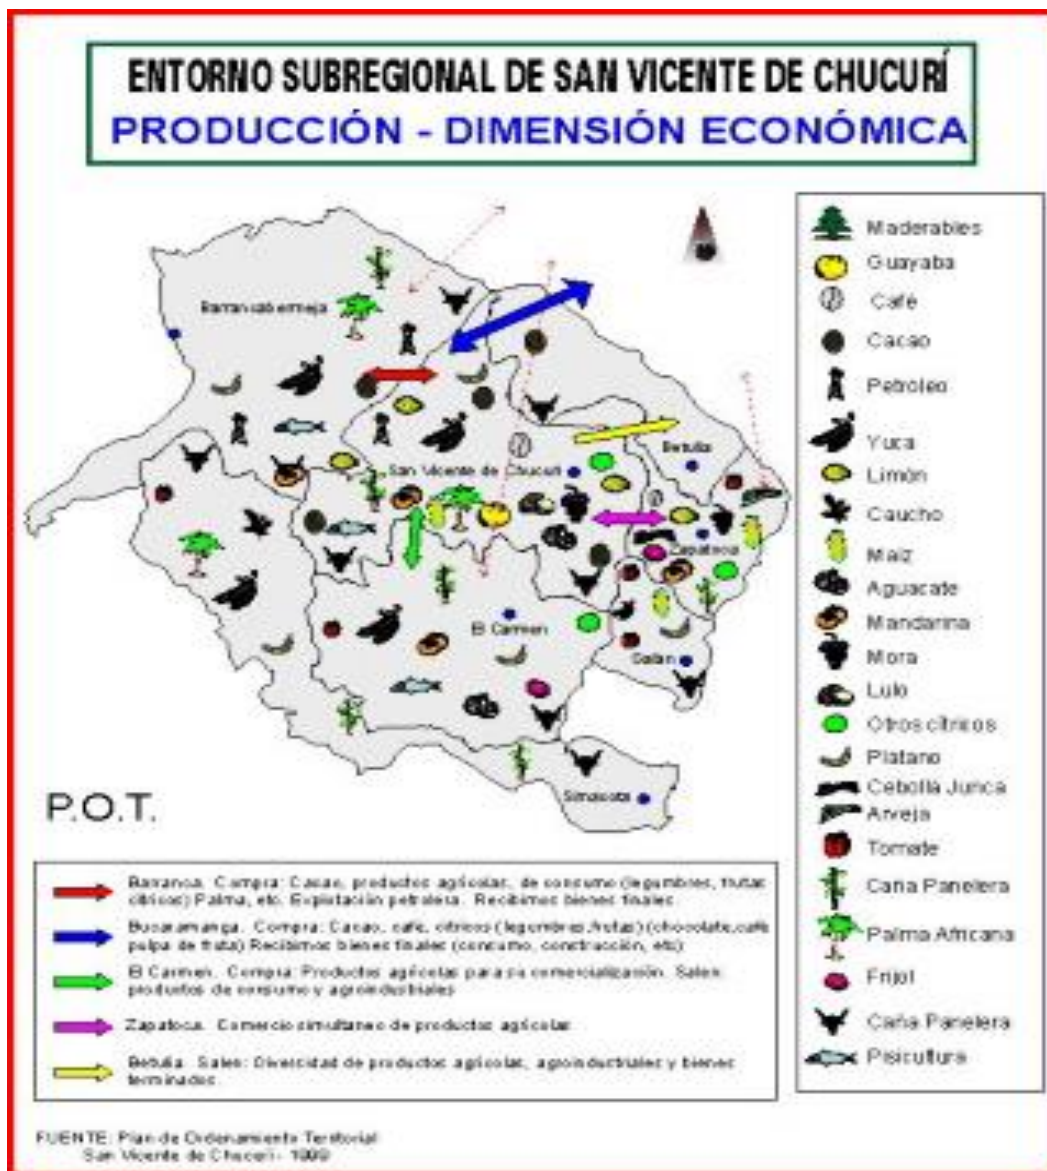 ENTORNO SUBREGIONAL DE SAN VICENTE DE CHUCURÍ
PRODUCCIÓN - DIMENSIÓN ECONÓMICA
Barrancabermeja
San Vicente de Chucurí
Betulia
Zapatoca
El Carmen
Galán
Simacota
P.O.T.
Maderables
Guayaba
Café
Cacao
Petroleo
Yuca
Limón
Caucho
Maiz
Aguacate
Mandarina
Mora
Lulo
Otros cítricos
Platano
Cebolla Junca
Arveja
Tomate
Caña Panelera
Palma Africana
Frijol
Caña Panelera
Pisicultura
Barranca. Compra: Cacao, productos agrícolas, de consumo (legumbres, frutas
cítricos) Palma, etc. Explotación petrolera. Recibimos bienes finales.
Bucaramanga. Compra: Cacao, café, cítricos (legumbres,frutas) (chocolate,café
pulpa de fruta) Recibimos bienes finales (consumo, construcción, etc)
El Carmen. Compra: Productos agrícolas para su comercialización. Salen:
productos de consumo y agroindustriales
Zapatoca. Comercio simultaneo de productos agrícolas.
Betulia. Salen: Diversidad de productos agrícolas, agroindustriales y bienes
terminados.
FUENTE: Plan de Ordenamiento Territorial
San Vicente de Chucurí - 1999